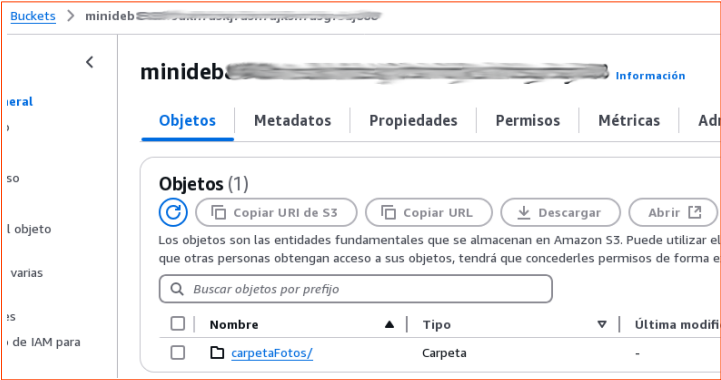 Buckets > minideb
minideb
Información
eral
o
so
l objeto
varias
es
o de IAM para
Objetos Metadatos Propiedades Permisos Métricas Ad
Objetos (1)
Copiar URI de S3 Copiar URL Descargar Abrir
Los objetos son las entidades fundamentales que se almacenan en Amazon S3. Puede utilizar el
que otras personas obtengan acceso a sus objetos, tendrá que concederles permisos de forma e
Buscar objetos por prefijo
Nombre Tipo Última modifi
carpetaFotos/ Carpeta -